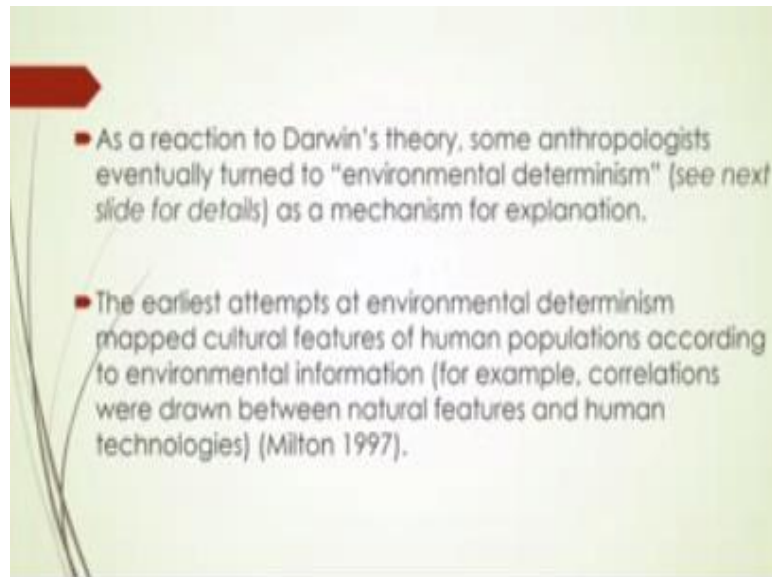 As a reaction to Darwin's theory, some anthropologists
eventually turned to "environmental determinism" (see next
slide for details) as a mechanism for explanation.
The earliest attempts at environmental determinism
mapped cultural features of human populations according
to environmental information (for example, correlations
were drawn between natural features and human
technologies) (Milton 1997).